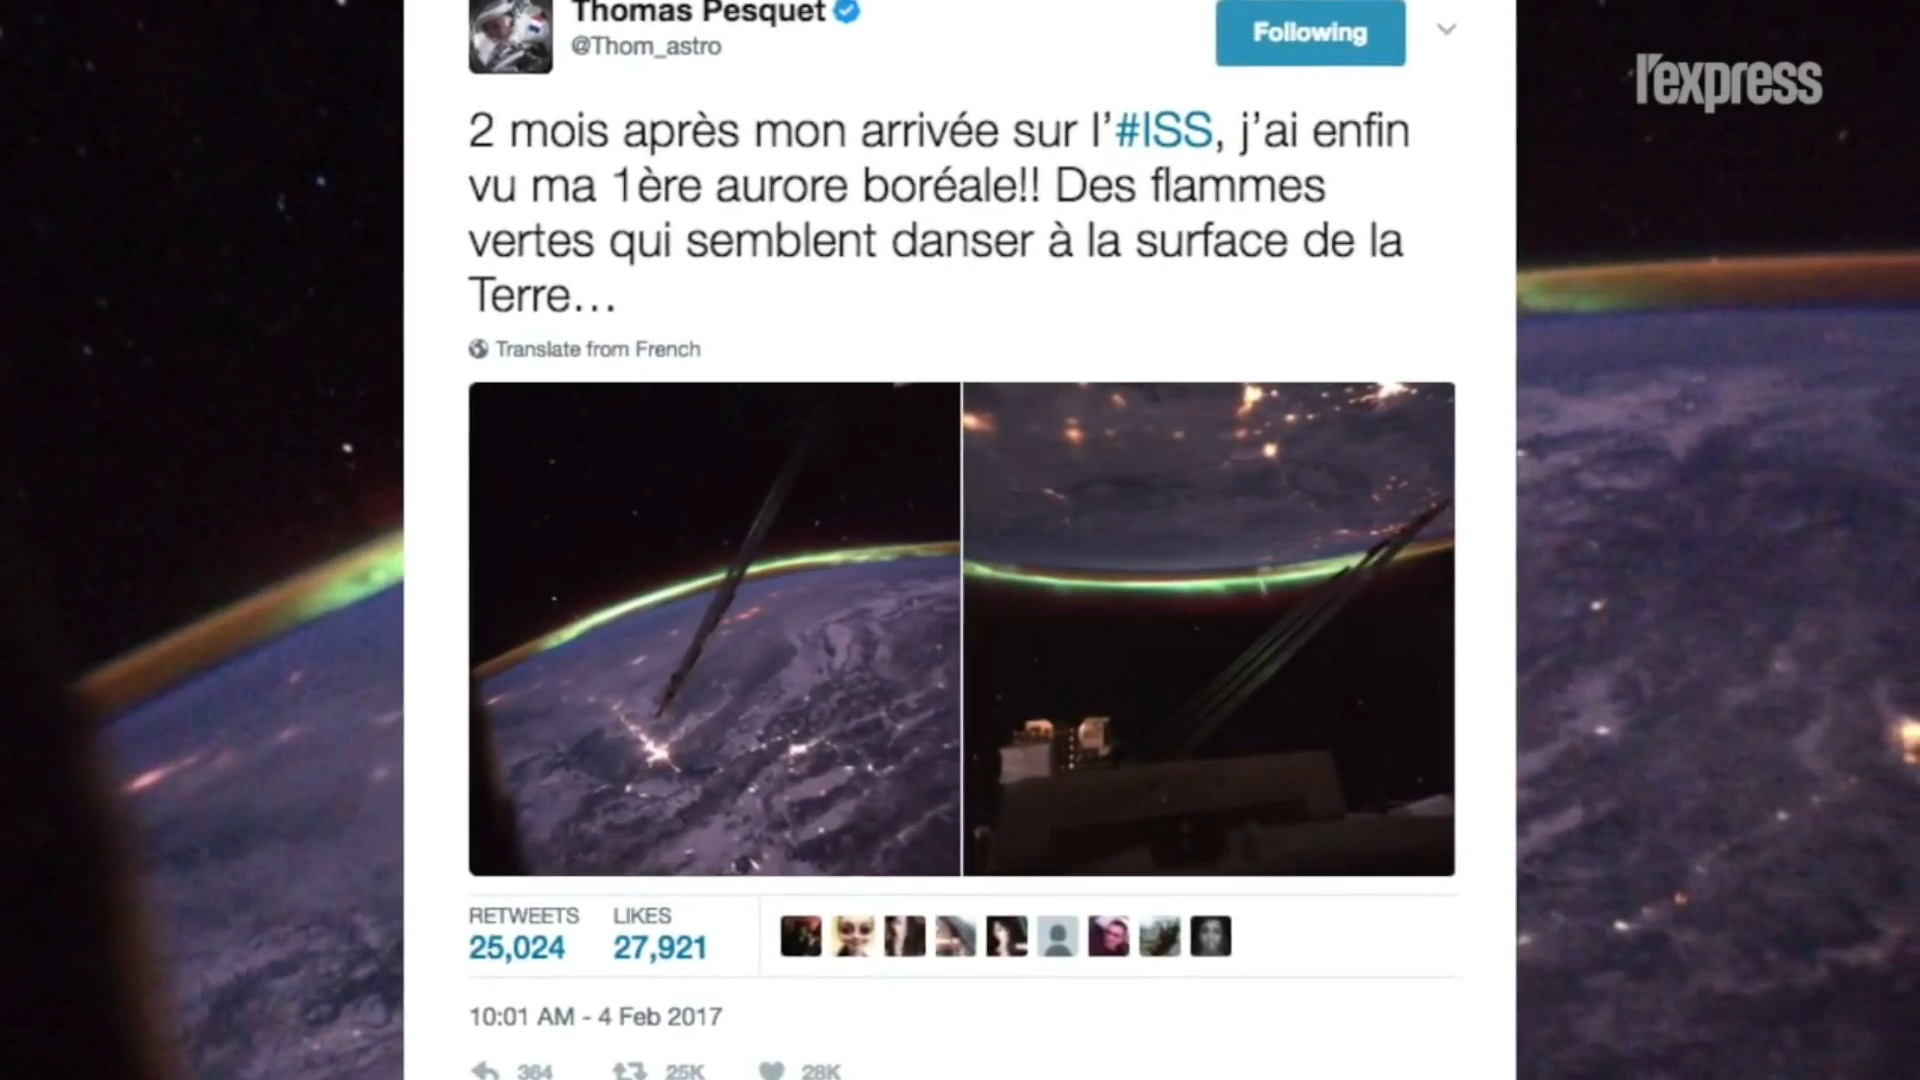 Thomas Pesquet
@Thom_astro
Following
l'express
2 mois après mon arrivée sur l’#ISS, j’ai enfin
vu ma 1ère aurore boréale!! Des flammes
vertes qui semblent danser à la surface de la
Terre…
Translate from French
RETWEETS LIKES
25,024 27,921
10:01 AM - 4 Feb 2017
364 25K 28K